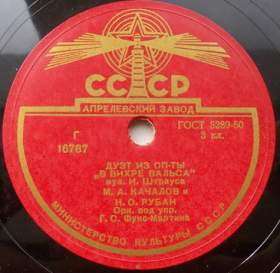 СССР
АПРЕЛЕВСКИЙ ЗАВОД
Г
16787
ГОСТ 5289-50
3 кл.
ДУЭТ ИЗ ОП-ТЫ
„В ВИХРЕ ВАЛЬСА"
муз. И. Штрауса
М. А. КАЧАЛОВ и
Н. О. РУБАН
Орк. под упр.
Г. С. Фукс-Мартина
МИНИСТЕРСТВО КУЛЬТУРЫ СССР